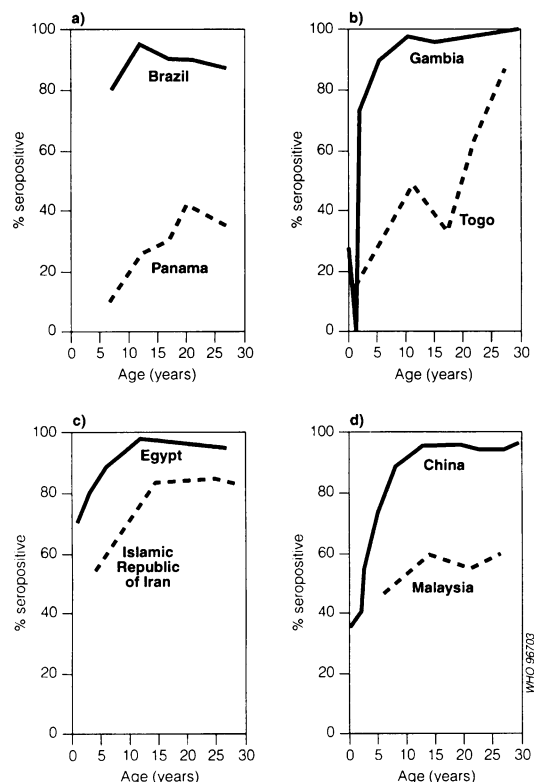 a)
100
80
60
40
20
0
% seropositive
Brazil
Panama
0 5 10 15 20 25 30
Age (years)
b)
100
80
60
40
20
0
% seropositive
Gambia
Togo
0 5 10 15 20 25 30
Age (years)
c)
100
80
60
40
20
0
% seropositive
Egypt
Islamic
Republic
of Iran
0 5 10 15 20 25 30
Age (years)
d)
100
80
60
40
20
0
% seropositive
China
Malaysia
0 5 10 15 20 25 30
Age (years)
WHO 96703